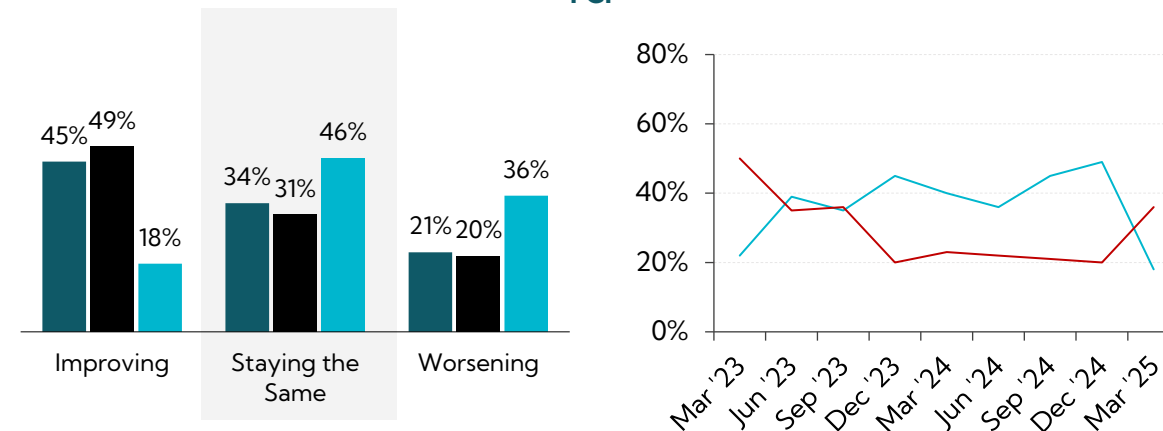 45%
49%
18%
34%
31%
46%
21%
20%
36%
Improving
Staying the
Same
Worsening
80%
60%
40%
20%
0%
Mar '23
Jun '23
Sep '23
Dec '23
Mar '24
Jun '24
Sep '24
Dec '24
Mar '25